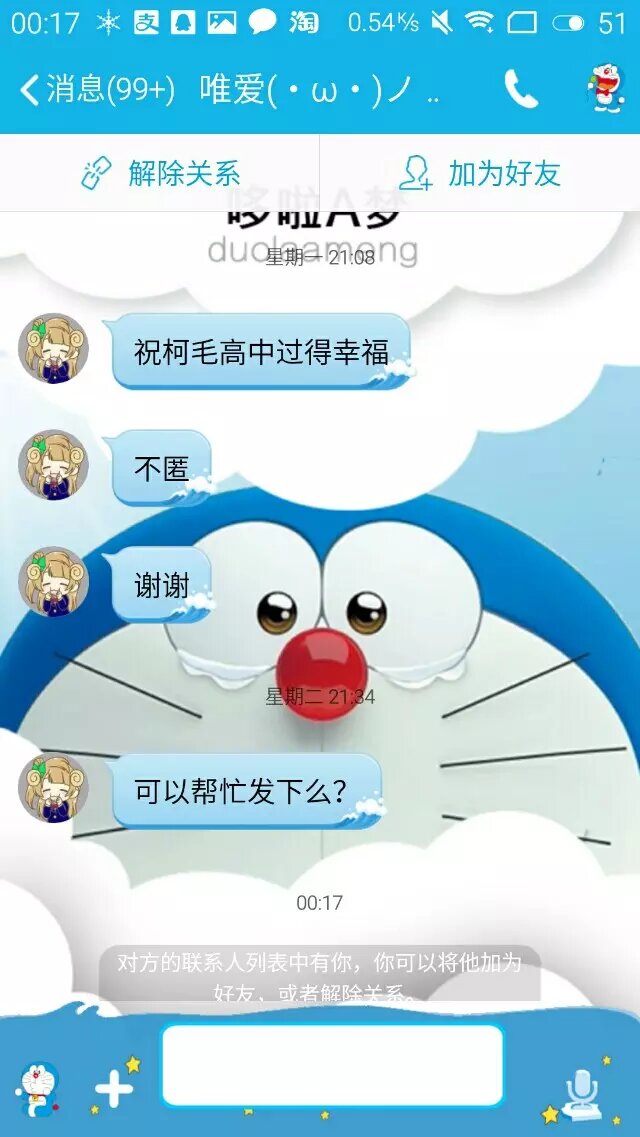 00:17 支 淘 0.54K/s 51
消息(99+) 唯爱(・ω・)ノ ..
解除关系 加为好友
哆啦A梦
duolaameng
星期一 21:08
祝柯毛高中过得幸福
不匿
谢谢
星期二 21:34
可以帮忙发下么?
00:17
对方的联系人列表中有你，你可以将他加为
好友，或者解除关系。